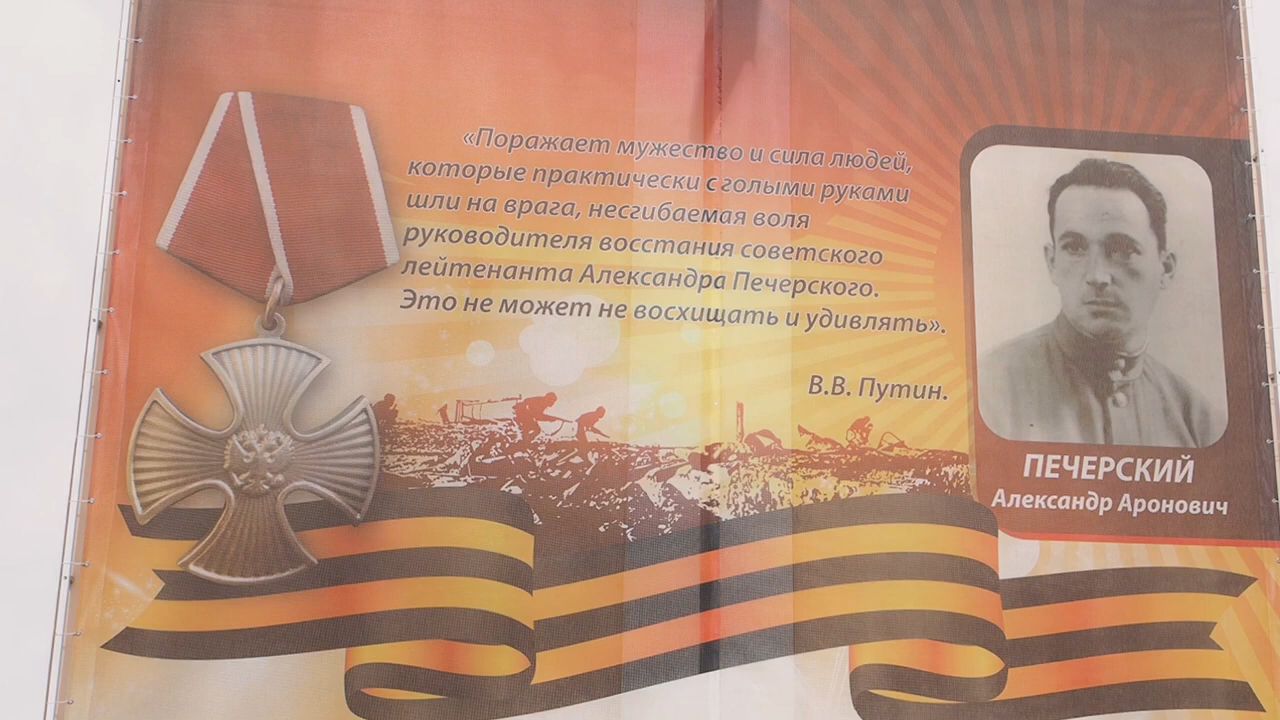 «Поражает мужество и сила людей,
которые практически с голыми руками
шли на врага, несгибаемая воля
руководителя восстания советского
лейтенанта Александра Печерского.
Это не может не восхищать и удивлять».
В.В. Путин.
ПЕЧЕРСКИЙ
Александр Аронович